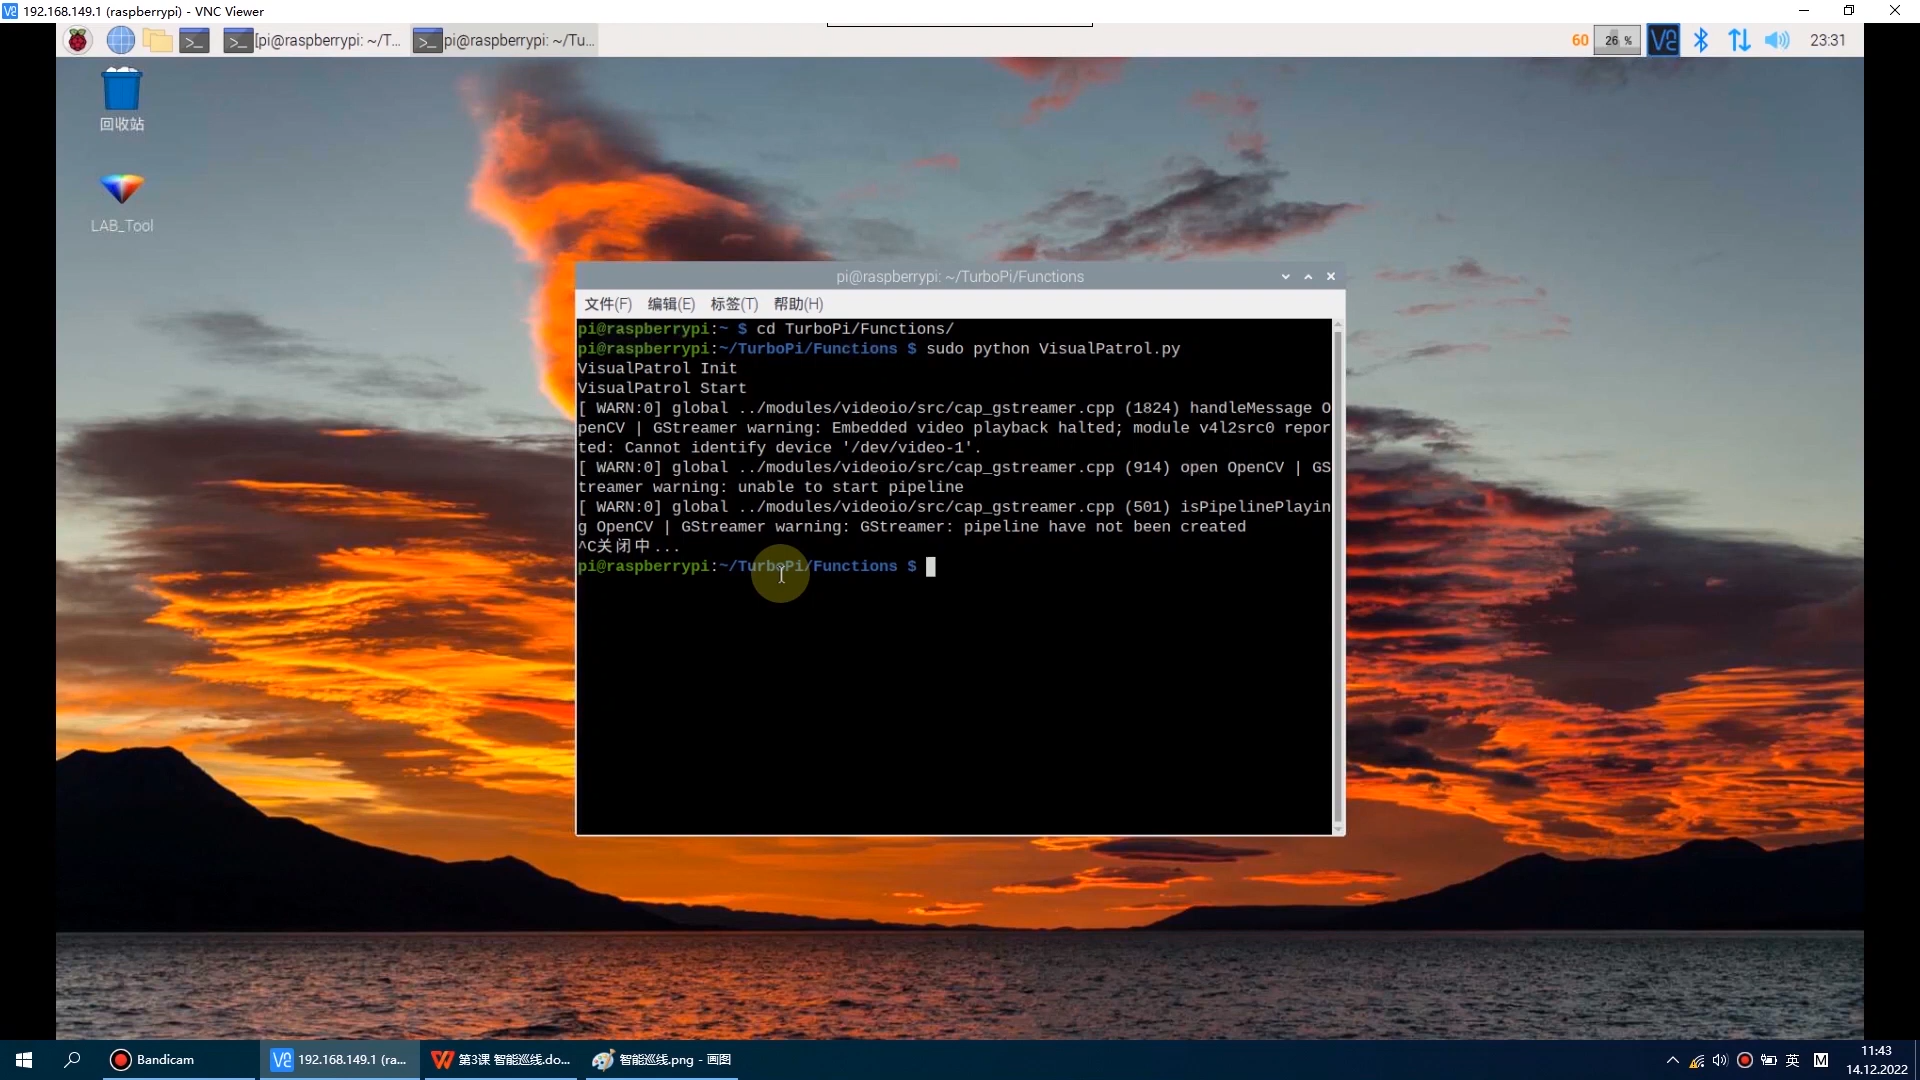 192.168.149.1 (raspberrypi) - VNC Viewer
[pi@raspberrypi: ~/T...
pi@raspberrypi: ~/Tu...
60
26 %
23:31
回收站
LAB_Tool
pi@raspberrypi: ~/TurboPi/Functions
文件(F) 编辑(E) 标签(T) 帮助(H)
pi@raspberrypi:~ $ cd TurboPi/Functions/
pi@raspberrypi:~/TurboPi/Functions $ sudo python VisualPatrol.py
VisualPatrol Init
VisualPatrol Start
[ WARN:0] global ../modules/videoio/src/cap_gstreamer.cpp (1824) handleMessage O
penCV | GStreamer warning: Embedded video playback halted; module v4l2src0 repor
ted: Cannot identify device '/dev/video-1'.
[ WARN:0] global ../modules/videoio/src/cap_gstreamer.cpp (914) open OpenCV | GS
treamer warning: unable to start pipeline
[ WARN:0] global ../modules/videoio/src/cap_gstreamer.cpp (501) isPipelinePlayin
g OpenCV | GStreamer warning: GStreamer: pipeline have not been created
^C关闭中...
pi@raspberrypi:~/TurboPi/Functions $
Bandicam
192.168.149.1 (ra...
第3课 智能巡线.do...
智能巡线.png - 画图
英
M
11:43
14.12.2022